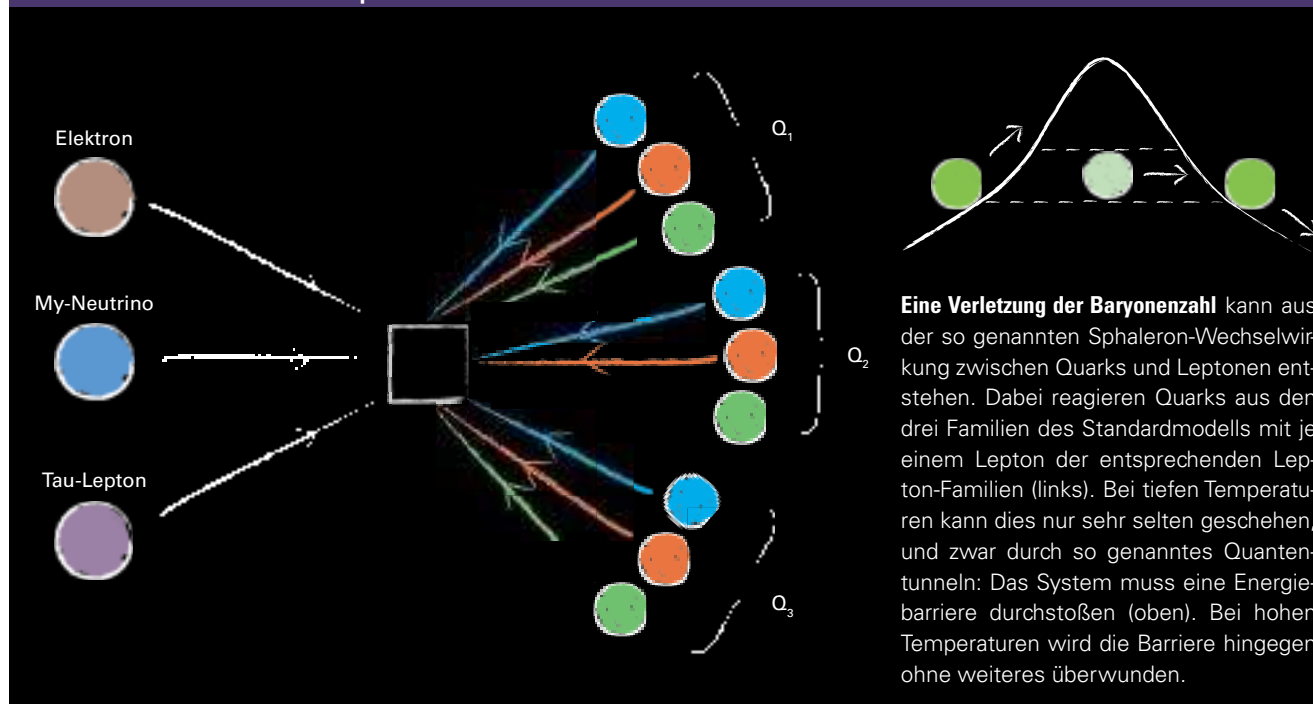 Elektron
My-Neutrino
Tau-Lepton
Q₁
Q₂
Q₃
Eine Verletzung der Baryonenzahl kann aus
der so genannten Sphaleron-Wechselwir-
kung zwischen Quarks und Leptonen ent-
stehen. Dabei reagieren Quarks aus den
drei Familien des Standardmodells mit je
einem Lepton der entsprechenden Lep-
ton-Familien (links). Bei tiefen Temperatu-
ren kann dies nur sehr selten geschehen,
und zwar durch so genanntes Quanten-
tunneln: Das System muss eine Energie-
barriere durchstoßen (oben). Bei hohen
Temperaturen wird die Barriere hingegen
ohne weiteres überwunden.